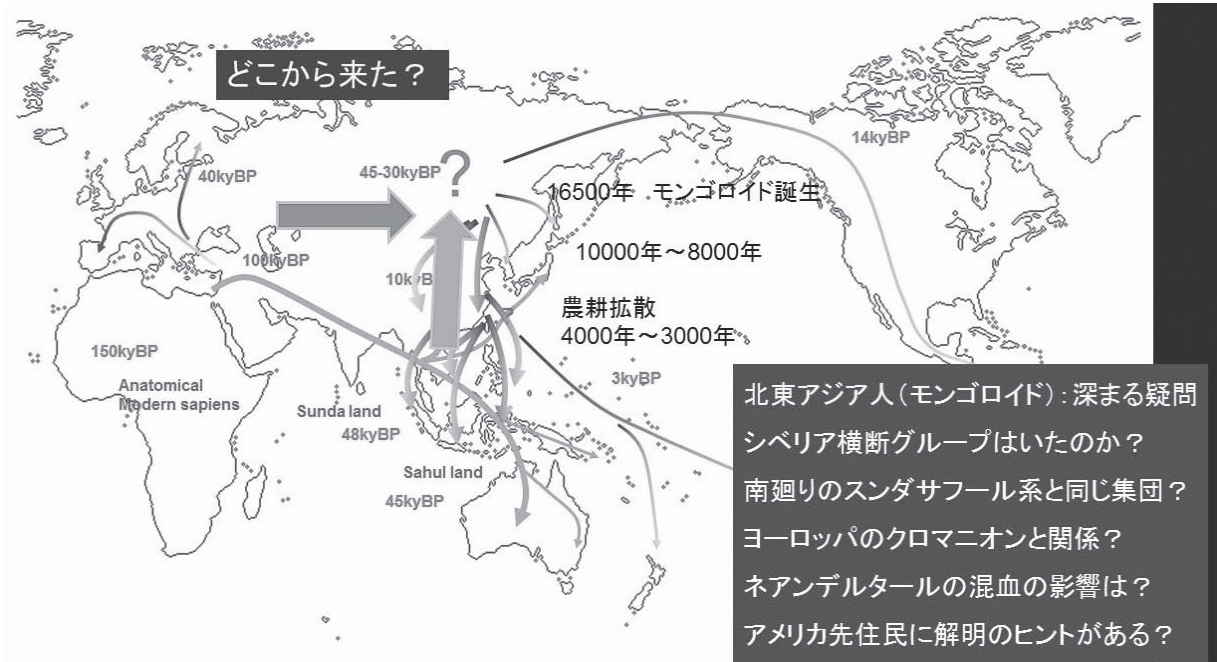 どこから来た？
14kyBP
40kyBP
45-30kyBP
?
16500年 モンゴロイド誕生
100kyBP
10000年～8000年
10kyB
農耕拡散
4000年～3000年
150kyBP
Anatomical
Modern sapiens
3kyBP
Sunda land
48kyBP
Sahul land
45kyBP
北東アジア人（モンゴロイド）：深まる疑問
シベリア横断グループはいたのか？
南廻りのスンダサフール系と同じ集団？
ヨーロッパのクロマニオンと関係？
ネアンデルタールの混血の影響は？
アメリカ先住民に解明のヒントがある？